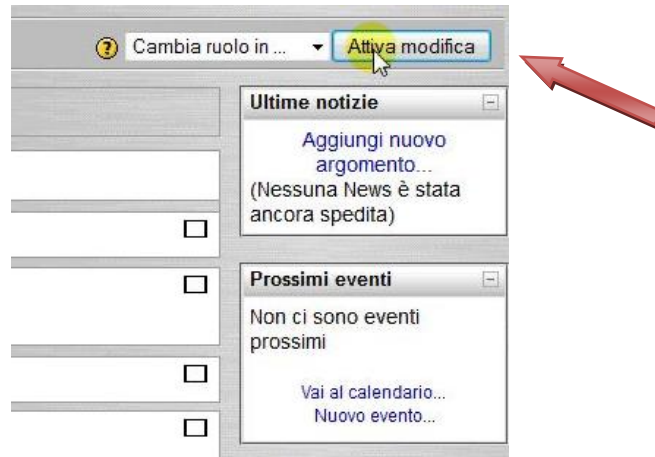 Cambia ruolo in ... Attiva modifica
Ultime notizie
Aggiungi nuovo
argomento...
(Nessuna News è stata
ancora spedita)
Prossimi eventi
Non ci sono eventi
prossimi
Vai al calendario...
Nuovo evento...